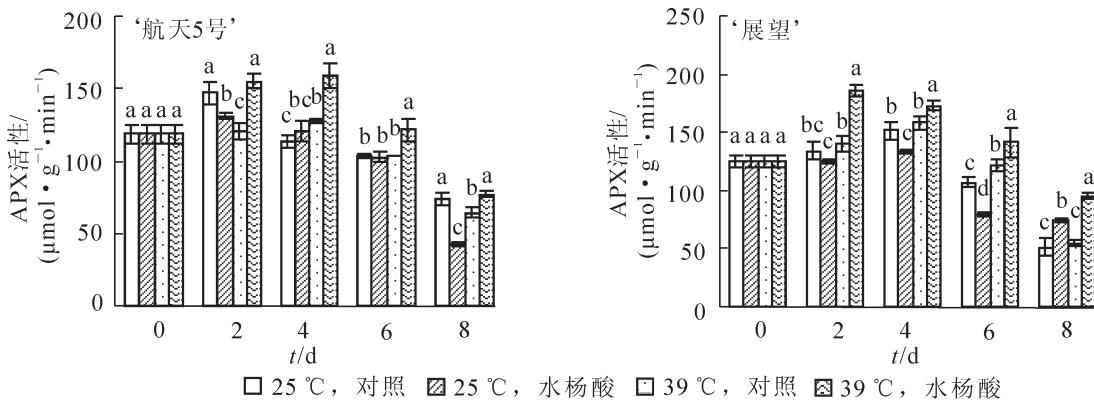 ‘航天5号’
APX活性/
(μmol·g⁻¹·min⁻¹)
200
150
100
50
0
a a a a
a b c a
c bc b a
b b b a
a c b a
0 2 4 6 8
t/d
‘展望’
APX活性/
(μmol·g⁻¹·min⁻¹)
250
200
150
100
50
0
a a a a
bc c b a
b c b a
c d b a
c b c a
0 2 4 6 8
t/d
25 ℃, 对照 25 ℃, 水杨酸 39 ℃, 对照 39 ℃, 水杨酸